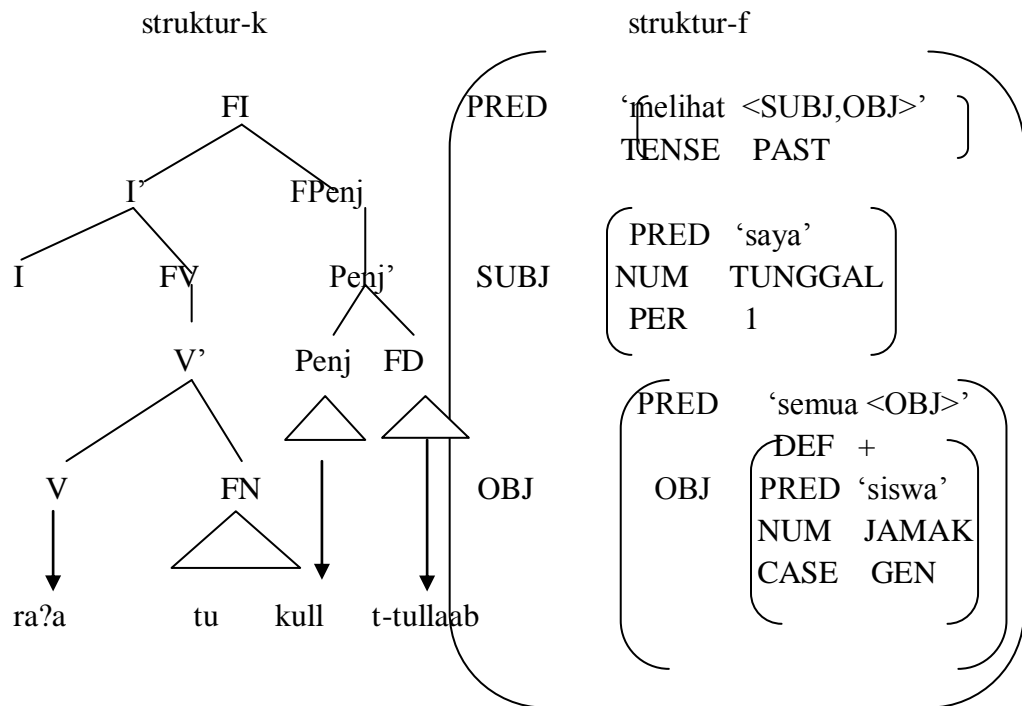 struktur-k struktur-f
FI PRED ‘melihat <SUBJ,OBJ>’
TENSE PAST
I’ FPenj
PRED ‘saya’
I FV Penj’ SUBJ NUM TUNGGAL
PER 1
V’ Penj FD
PRED ‘semua <OBJ>’
DEF +
V FN OBJ OBJ PRED ‘siswa’
NUM JAMAK
CASE GEN
ra?a tu kull t-tullaab